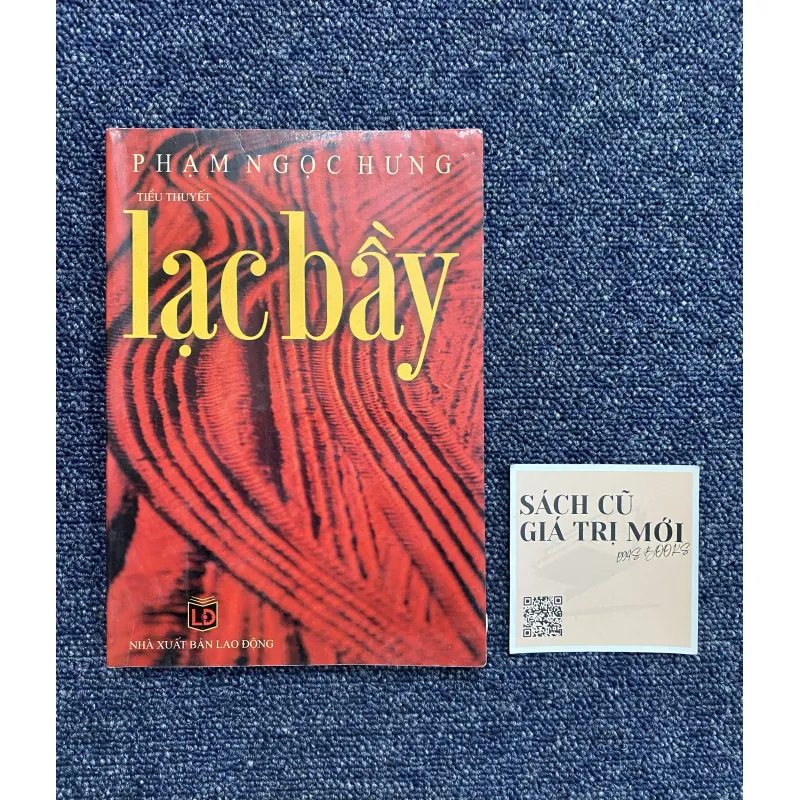 PHẠM NGỌC HƯNG
TIỂU THUYẾT
lạc bầy
LĐ
NHÀ XUẤT BẢN LAO ĐỘNG
SÁCH CŨ
GIÁ TRỊ MỚI